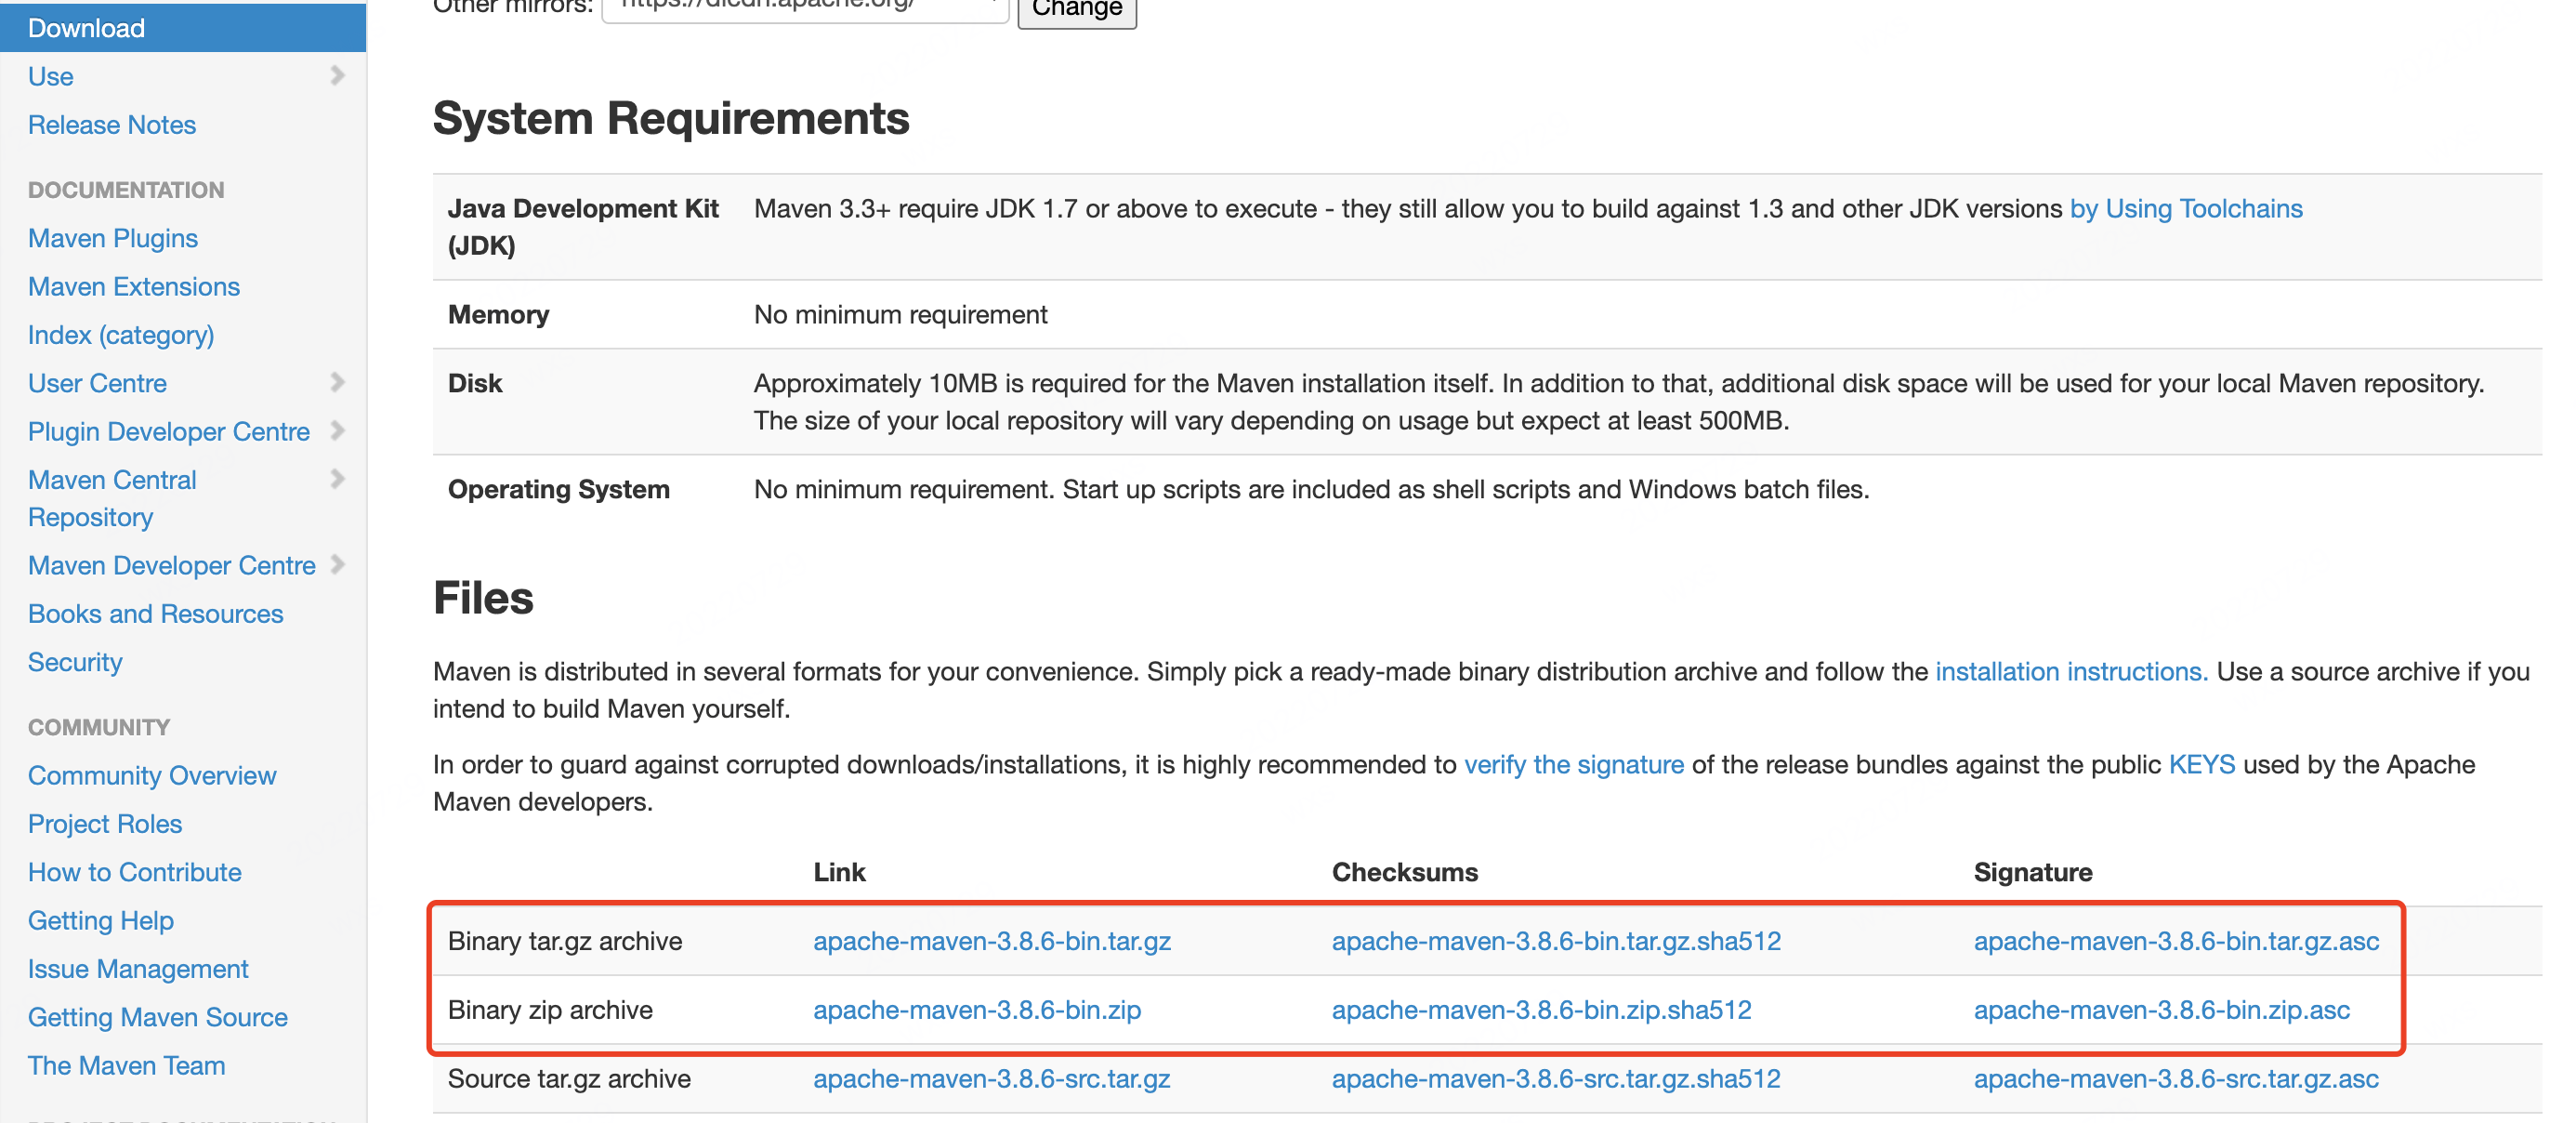 Download
Use
Release Notes
DOCUMENTATION
Maven Plugins
Maven Extensions
Index (category)
User Centre
Plugin Developer Centre
Maven Central
Repository
Maven Developer Centre
Books and Resources
Security
COMMUNITY
Community Overview
Project Roles
How to Contribute
Getting Help
Issue Management
Getting Maven Source
The Maven Team
PROJECT DOCUMENTATION
Other mirrors: https://dlcdn.apache.org/ Change
System Requirements
Java Development Kit Maven 3.3+ require JDK 1.7 or above to execute - they still allow you to build against 1.3 and other JDK versions by Using Toolchains
(JDK)
Memory No minimum requirement
Disk Approximately 10MB is required for the Maven installation itself. In addition to that, additional disk space will be used for your local Maven repository.
The size of your local repository will vary depending on usage but expect at least 500MB.
Operating System No minimum requirement. Start up scripts are included as shell scripts and Windows batch files.
Files
Maven is distributed in several formats for your convenience. Simply pick a ready-made binary distribution archive and follow the installation instructions. Use a source archive if you
intend to build Maven yourself.
In order to guard against corrupted downloads/installations, it is highly recommended to verify the signature of the release bundles against the public KEYS used by the Apache
Maven developers.
Link Checksums Signature
Binary tar.gz archive apache-maven-3.8.6-bin.tar.gz apache-maven-3.8.6-bin.tar.gz.sha512 apache-maven-3.8.6-bin.tar.gz.asc
Binary zip archive apache-maven-3.8.6-bin.zip apache-maven-3.8.6-bin.zip.sha512 apache-maven-3.8.6-bin.zip.asc
Source tar.gz archive apache-maven-3.8.6-src.tar.gz apache-maven-3.8.6-src.tar.gz.sha512 apache-maven-3.8.6-src.tar.gz.asc